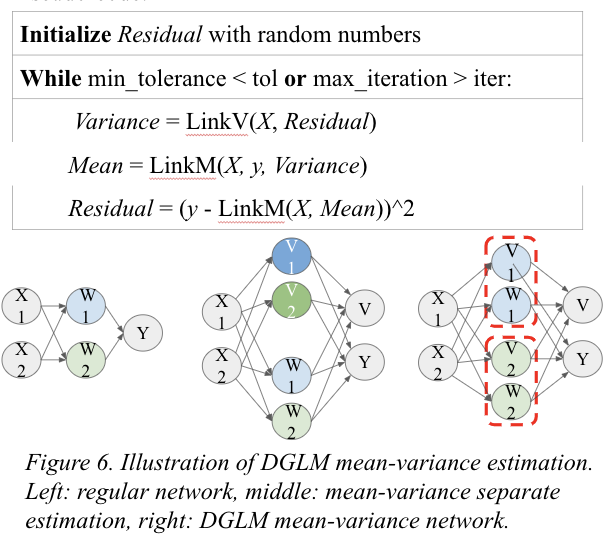 Initialize Residual with random numbers
While min_tolerance < tol or max_iteration > iter:
Variance = LinkV(X, Residual)
Mean = LinkM(X, y, Variance)
Residual = (y - LinkM(X, Mean))^2
X
1
X
2
W
1
W
2
Y
X
1
X
2
V
1
V
2
W
1
W
2
V
Y
X
1
X
2
V
1
W
1
V
2
W
2
V
Y
Figure 6. Illustration of DGLM mean-variance estimation.
Left: regular network, middle: mean-variance separate
estimation, right: DGLM mean-variance network.